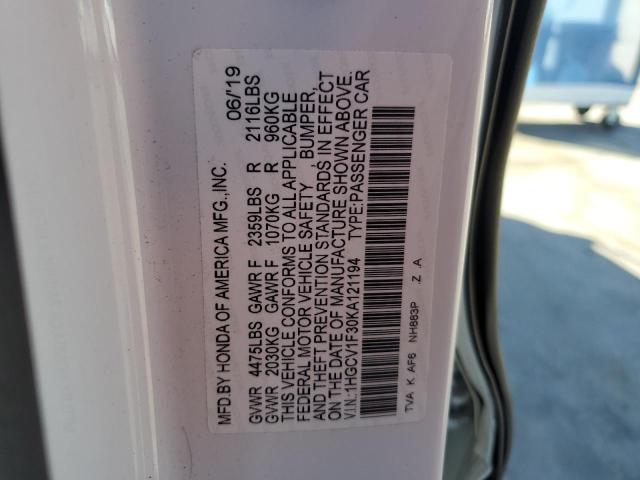 MFD.BY HONDA OF AMERICA MFG.,INC. 06/19
GVWR 4475LBS GAWR F 2359LBS R 2116LBS
GVWR 2030KG GAWR F 1070KG R 960KG
THIS VEHICLE CONFORMS TO ALL APPLICABLE
FEDERAL MOTOR VEHICLE SAFETY BUMPER,
AND THEFT PREVENTION STANDARDS IN EFFECT
ON THE DATE OF MANUFACTURE SHOWN ABOVE.
V.I.N.:1HGCV1F30KA121194 TYPE:PASSENGER CAR
TVA K AF6 NH883P Z A